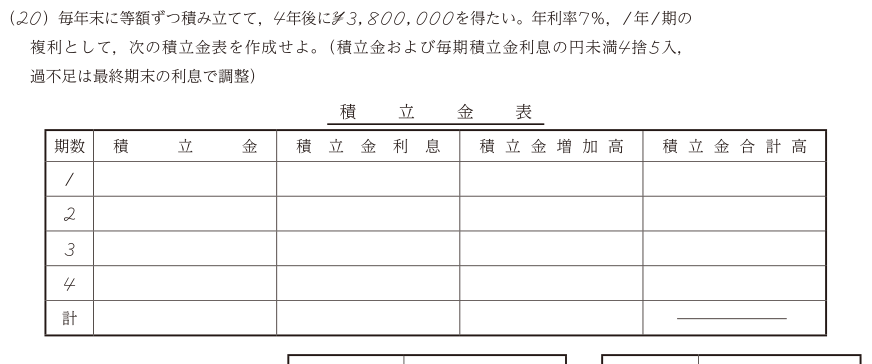 (20) 毎年末に等額ずつ積み立てて，4年後に¥3,800,000を得たい。年利率7%，1年1期の
複利として，次の積立金表を作成せよ。（積立金および毎期積立金利息の円未満4捨5入，
過不足は最終期末の利息で調整）
積立金表
期数 積立金 積立金利息 積立金増加高 積立金合計高
1
2
3
4
計